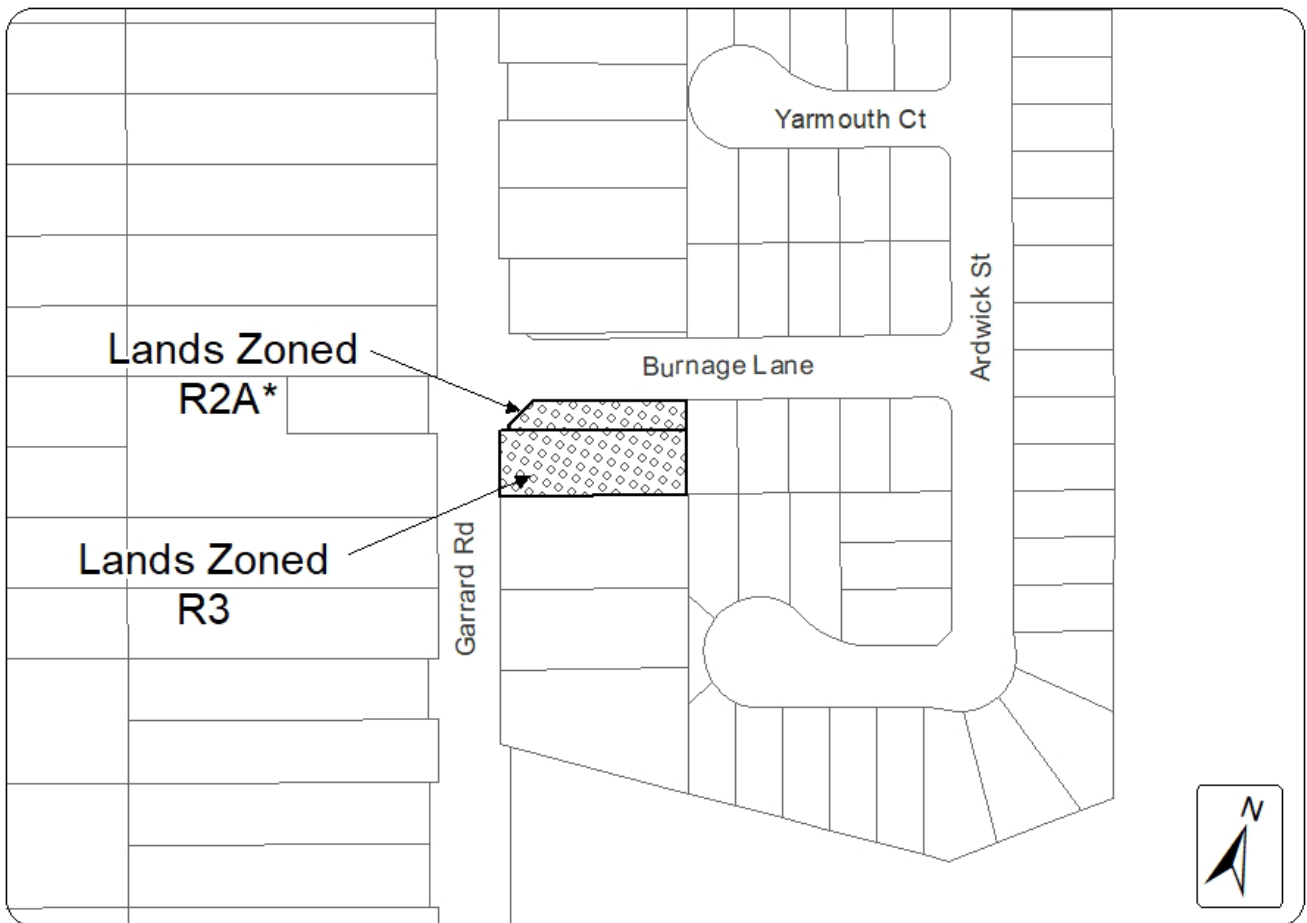 Yarmouth Ct
Ardwick St
Lands Zoned
R2A*
Burnage Lane
Lands Zoned
R3
Garrard Rd
N